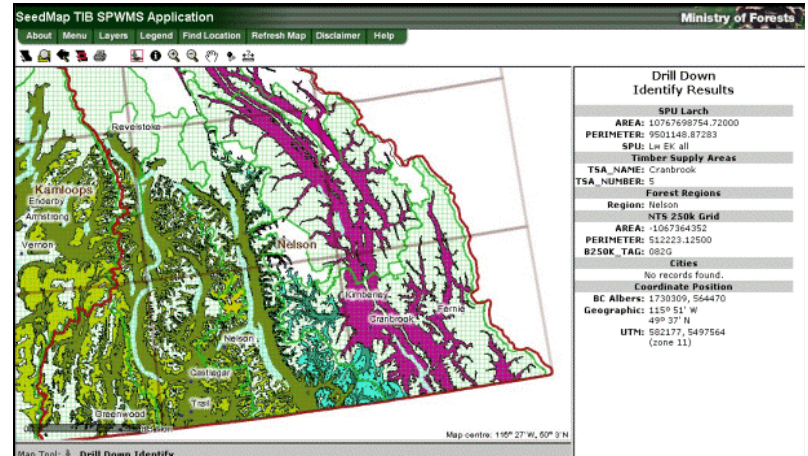 SeedMap TIB SPWMS Application
Ministry of Forests
About Menu Layers Legend Find Location Refresh Map Disclaimer Help
Revelstoke
Kamloops
Enderby
Armstrong
Vernon
Nelson
Kimberley
Cranbrook
Fernie
Nelson
Castlegar
Trail
Greenwood
Map centre: 116° 27' W, 50° 3' N
Map Tool: Drill Down Identify
Drill Down
Identify Results
SPU Larch
AREA: 10767698754.72000
PERIMETER: 9501148.87283
SPU: Lw EK all
Timber Supply Areas
TSA_NAME: Cranbrook
TSA_NUMBER: 5
Forest Regions
Region: Nelson
NTS 250k Grid
AREA: -1067364352
PERIMETER: 512223.12500
B250K_TAG: 082G
Cities
No records found.
Coordinate Position
BC Albers: 1730309, 564470
Geographic: 115º 51' W
49º 37' N
UTM: 582177, 5497564
(zone 11)